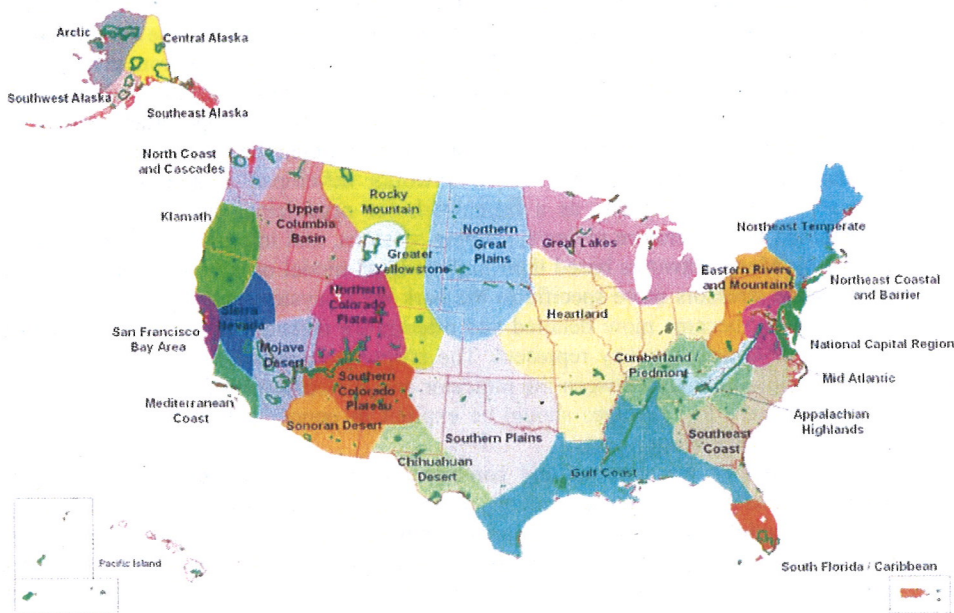 Arctic
Central Alaska
Southwest Alaska
Southeast Alaska
North Coast
and Cascades
Klamath
Upper
Columbia
Basin
Rocky
Mountain
Greater
Yellowstone
Northern
Great
Plains
Great Lakes
Northeast Temperate
Eastern Rivers
and Mountains
Northeast Coastal
and Barrier
Northern
Colorado
Plateau
Heartland
Sierra
Nevada
San Francisco
Bay Area
Mojave
Desert
Cumberland /
Piedmont
National Capital Region
Mid Atlantic
Mediterranean
Coast
Southern
Colorado
Plateau
Appalachian
Highlands
Sonoran Desert
Southern Plains
Southeast
Coast
Chihuahuan
Desert
Gulf Coast
Pacific Island
South Florida / Caribbean